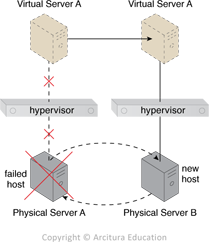 Virtual Server A
Virtual Server A
hypervisor
hypervisor
failed
host
new
host
Physical Server A
Physical Server B
Copyright © Arcitura Education